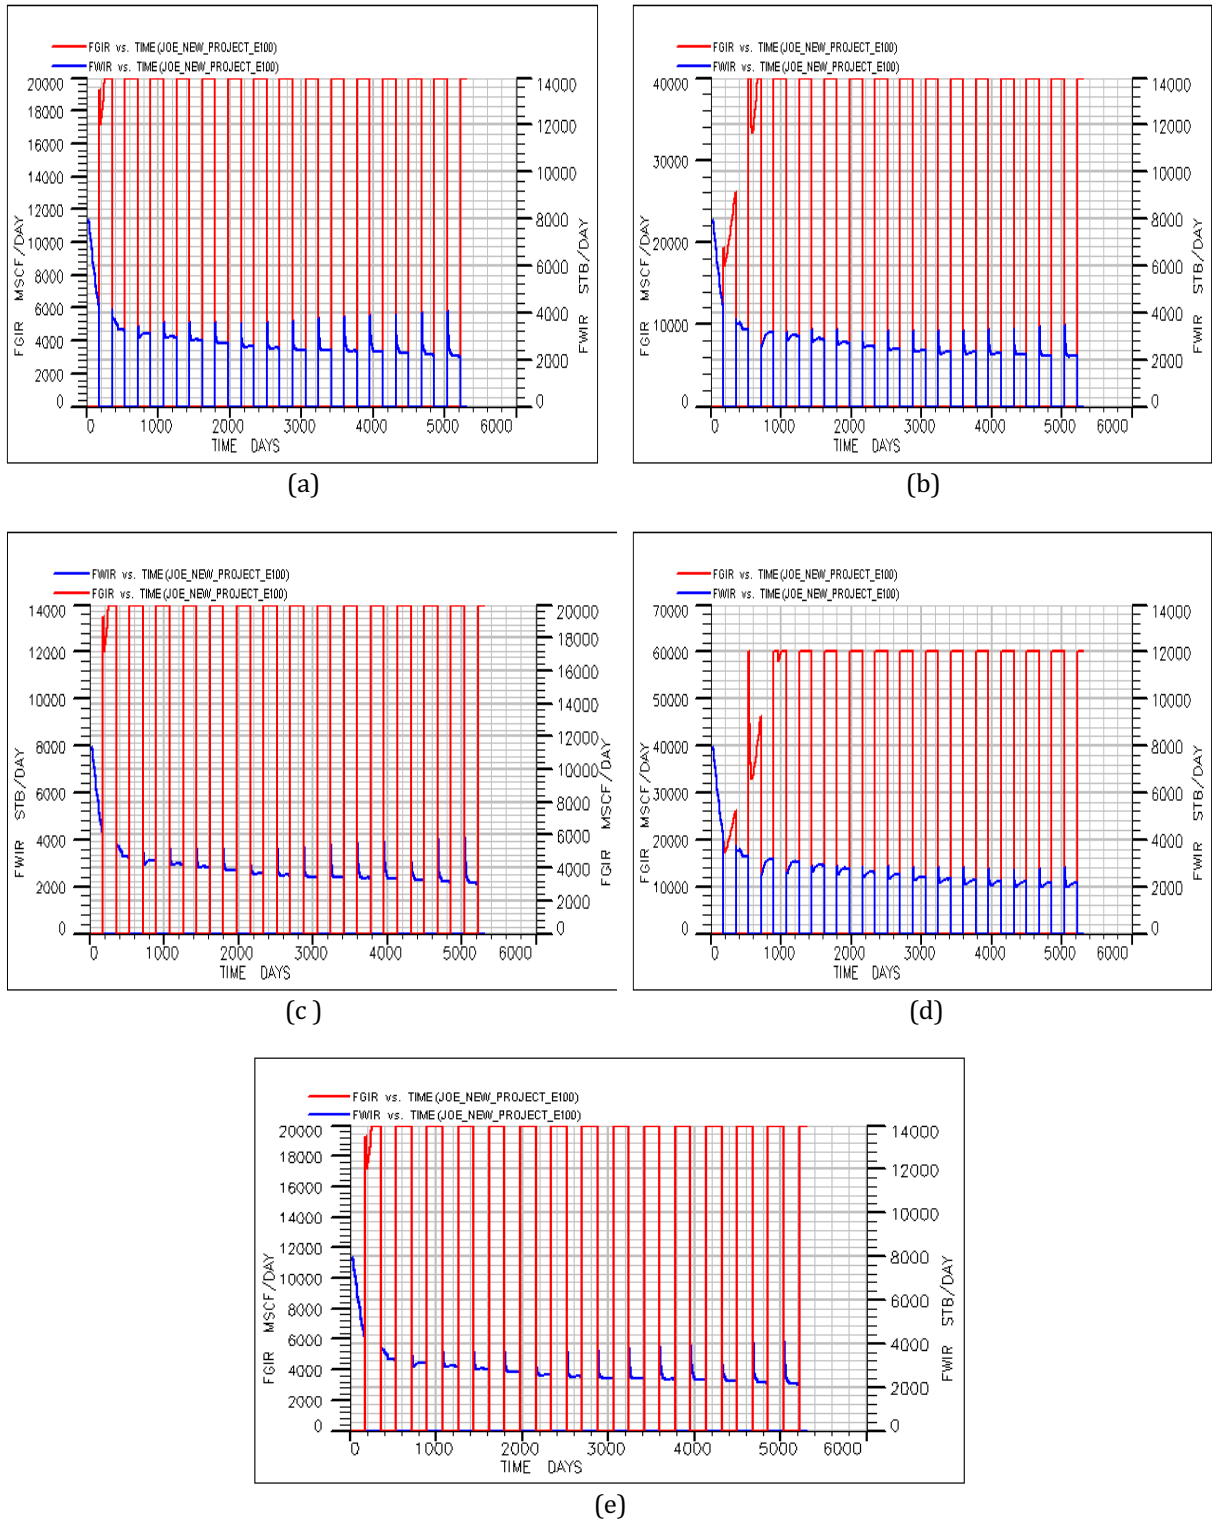 FGIR vs. TIME (JOE_NEW_PROJECT_E100)
FWIR vs. TIME (JOE_NEW_PROJECT_E100)
20000
18000
16000
14000
12000
10000
8000
6000
4000
2000
0
FGIR MSCF/DAY
14000
12000
10000
8000
6000
4000
2000
0
FWIR STB/DAY
0 1000 2000 3000 4000 5000 6000
TIME DAYS
(a)
FGIR vs. TIME (JOE_NEW_PROJECT_E100)
FWIR vs. TIME (JOE_NEW_PROJECT_E100)
40000
30000
20000
10000
0
FGIR MSCF/DAY
14000
12000
10000
8000
6000
4000
2000
0
FWIR STB/DAY
0 1000 2000 3000 4000 5000 6000
TIME DAYS
(b)
FWIR vs. TIME (JOE_NEW_PROJECT_E100)
FGIR vs. TIME (JOE_NEW_PROJECT_E100)
14000
12000
10000
8000
6000
4000
2000
0
FWIR STB/DAY
20000
18000
16000
14000
12000
10000
8000
6000
4000
2000
0
FGIR MSCF/DAY
0 1000 2000 3000 4000 5000 6000
TIME DAYS
(c )
FGIR vs. TIME (JOE_NEW_PROJECT_E100)
FWIR vs. TIME (JOE_NEW_PROJECT_E100)
70000
60000
50000
40000
30000
20000
10000
0
FGIR MSCF/DAY
14000
12000
10000
8000
6000
4000
2000
0
FWIR STB/DAY
0 1000 2000 3000 4000 5000 6000
TIME DAYS
(d)
FGIR vs. TIME (JOE_NEW_PROJECT_E100)
FWIR vs. TIME (JOE_NEW_PROJECT_E100)
20000
18000
16000
14000
12000
10000
8000
6000
4000
2000
0
FGIR MSCF/DAY
14000
12000
10000
8000
6000
4000
2000
0
FWIR STB/DAY
0 1000 2000 3000 4000 5000 6000
TIME DAYS
(e)